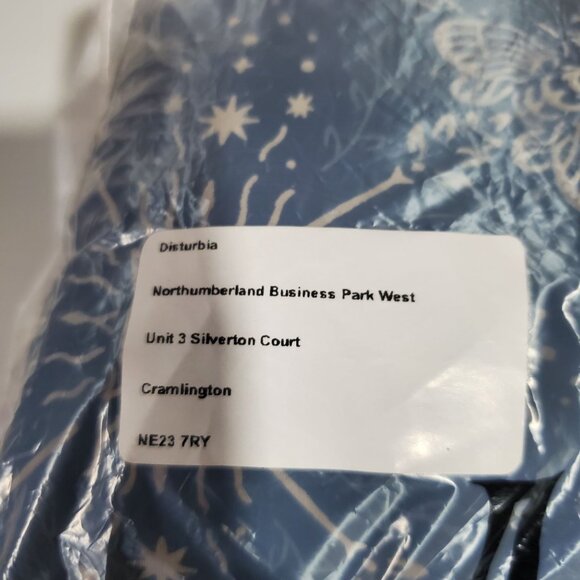 Disturbia
Northumberland Business Park West
Unit 3 Silverton Court
Cramlington
NE23 7RY